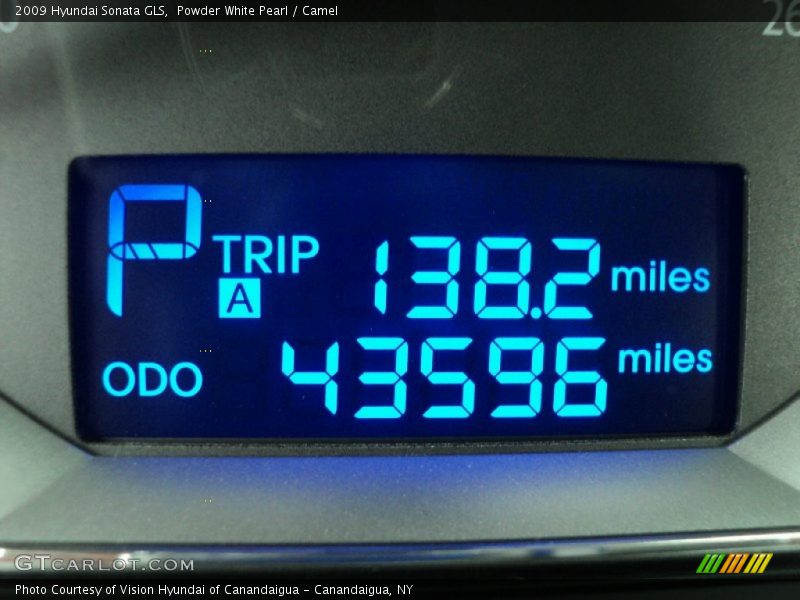 2009 Hyundai Sonata GLS, Powder White Pearl / Camel
26
P TRIP A 138.2 miles
ODO 43596 miles
GTCARLOT.COM
Photo Courtesy of Vision Hyundai of Canandaigua - Canandaigua, NY